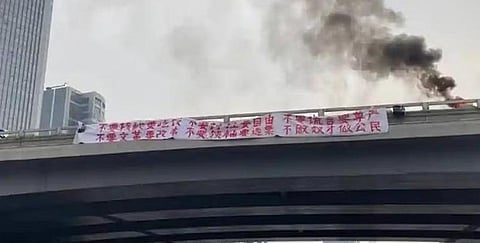 不要核酸要吃饭 不要封控要自由 不要谎言要尊严
不要文革要改革 不要领袖要选票 不做奴才做公民